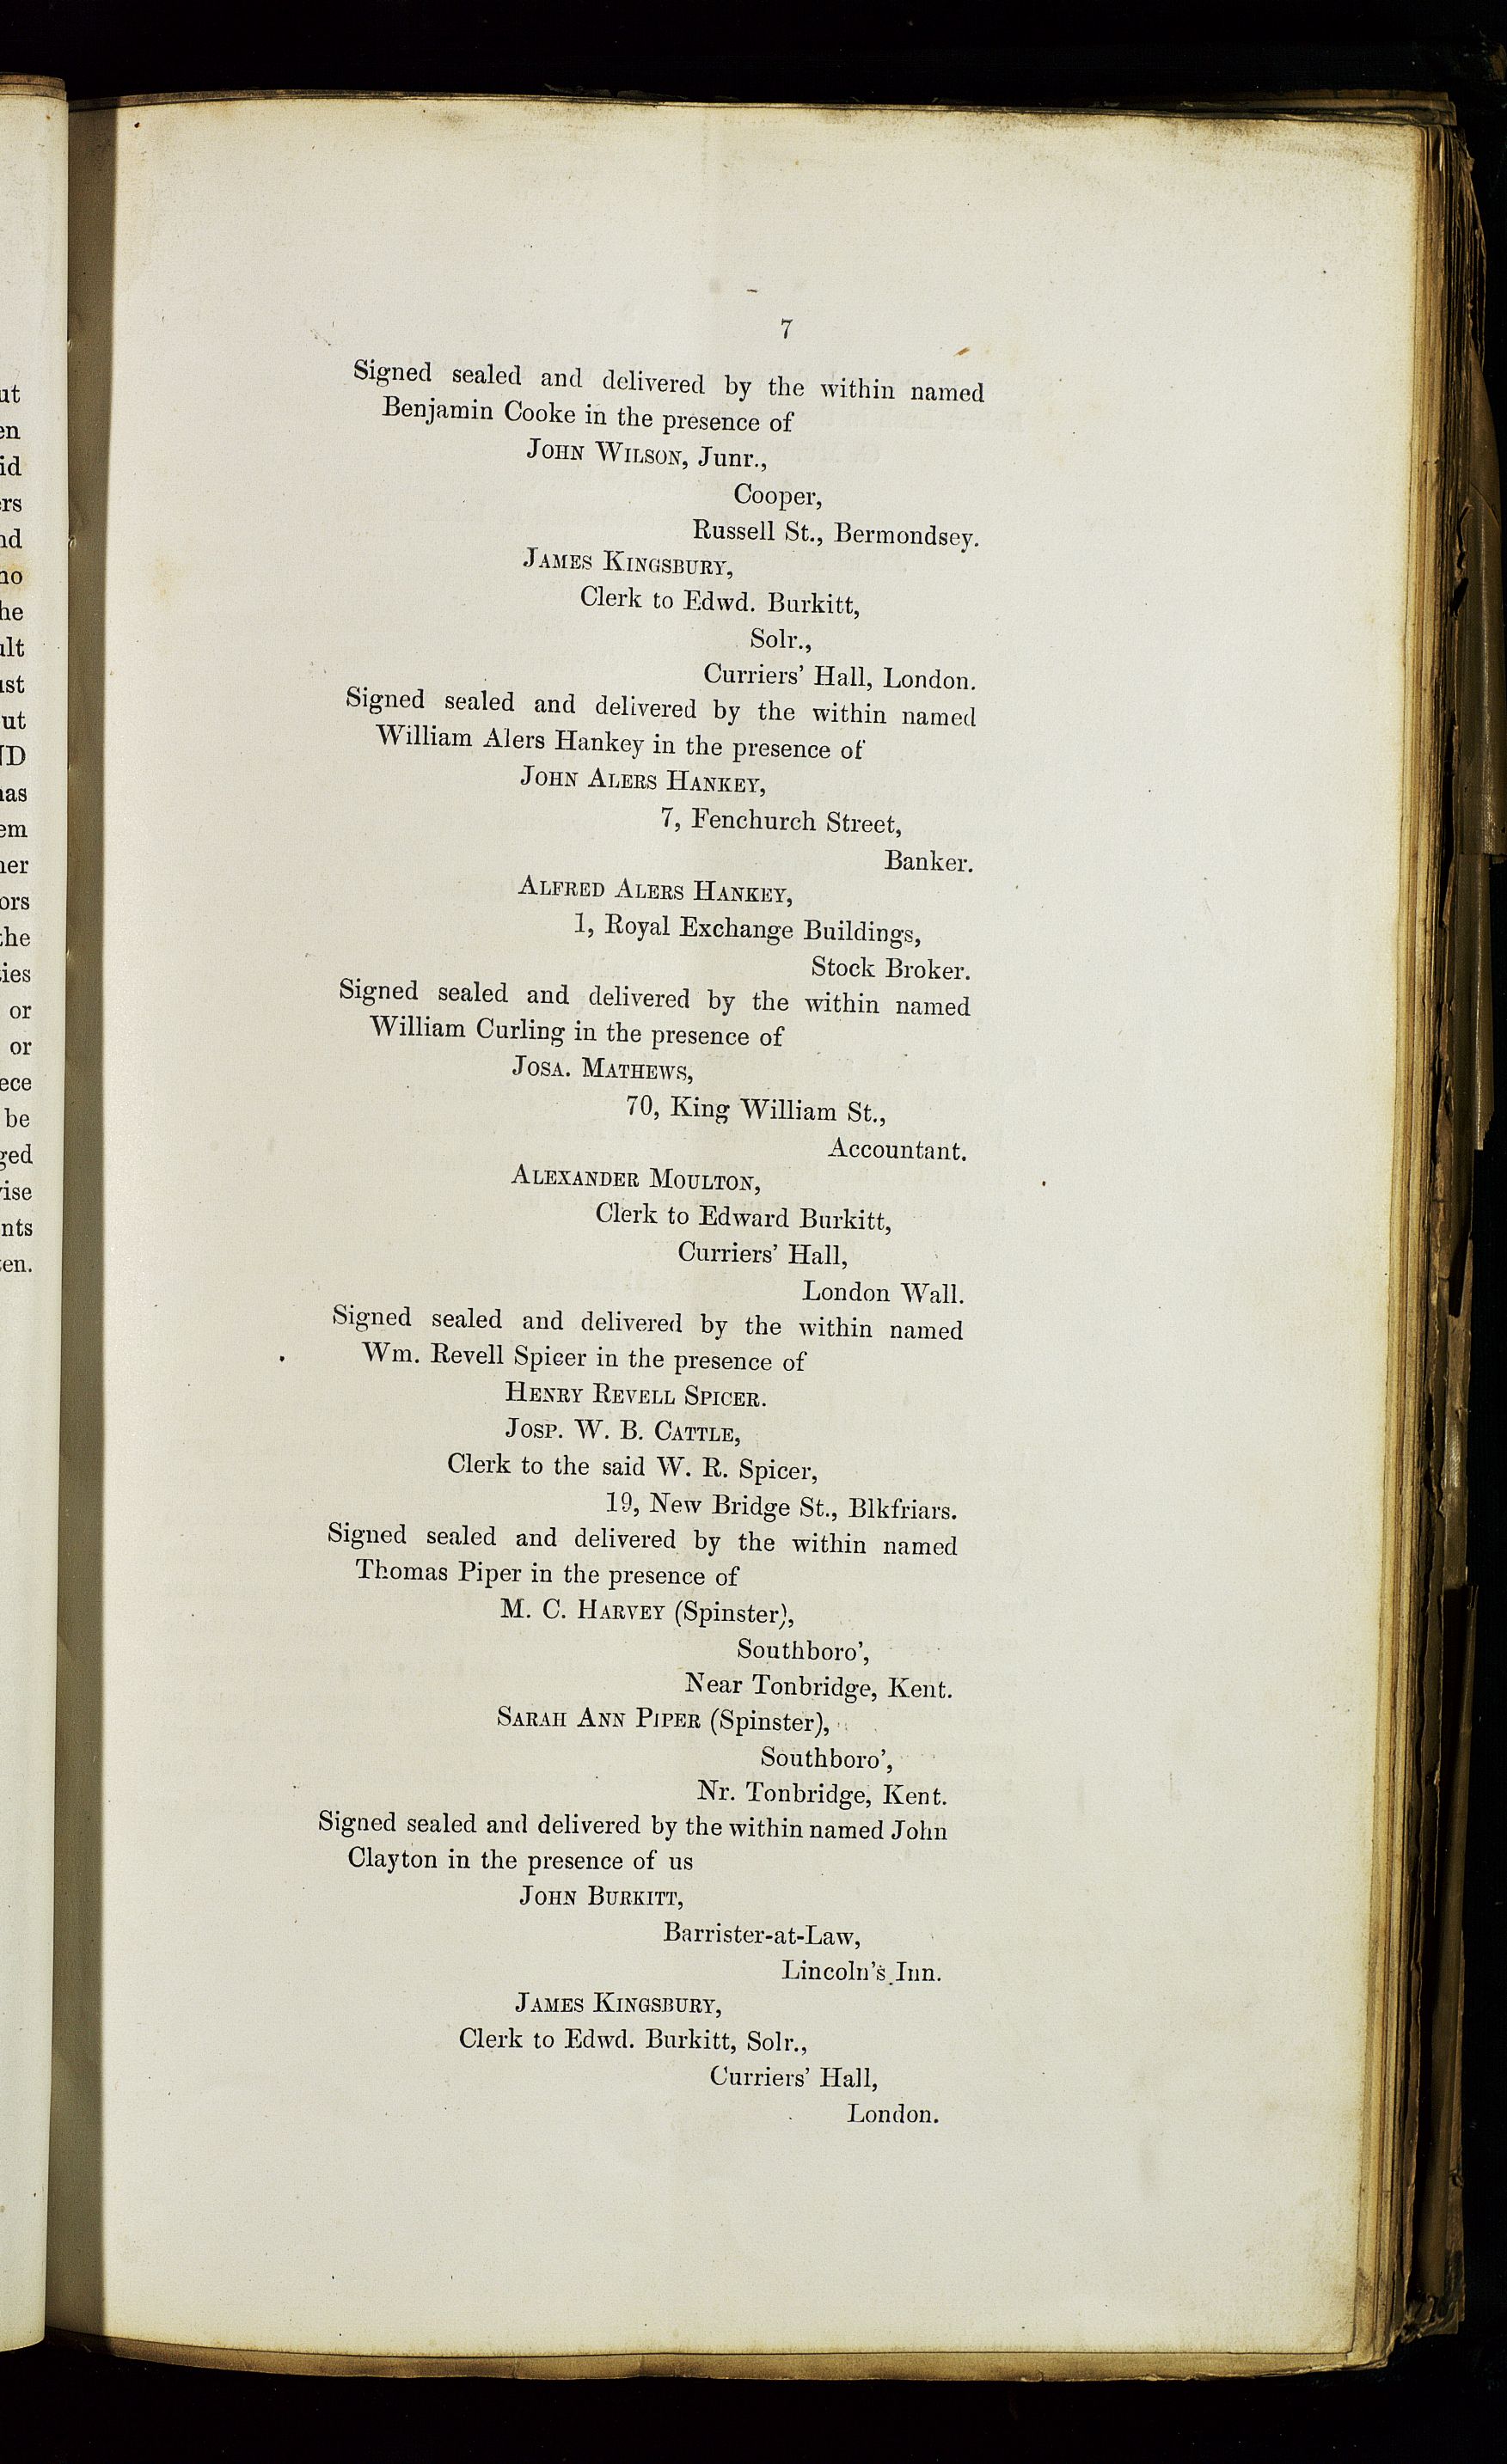 7
Signed sealed and delivered by the within named
Benjamin Cooke in the presence of
JOHN WILSON, Junr.,
Cooper,
Russell St., Bermondsey.
JAMES KINGSBURY,
Clerk to Edwd. Burkitt,
Solr.,
Curriers' Hall, London.
Signed sealed and delivered by the within named
William Alers Hankey in the presence of
JOHN ALERS HANKEY,
7, Fenchurch Street,
Banker.
ALFRED ALERS HANKEY,
1, Royal Exchange Buildings,
Stock Broker.
Signed sealed and delivered by the within named
William Curling in the presence of
JOSA. MATHEWS,
70, King William St.,
Accountant.
ALEXANDER MOULTON,
Clerk to Edward Burkitt,
Curriers' Hall,
London Wall.
Signed sealed and delivered by the within named
Wm. Revell Spicer in the presence of
HENRY REVELL SPICER.
JOSP. W. B. CATTLE,
Clerk to the said W. R. Spicer,
19, New Bridge St., Blkfriars.
Signed sealed and delivered by the within named
Thomas Piper in the presence of
M. C. HARVEY (Spinster),
Southboro',
Near Tonbridge, Kent.
SARAH ANN PIPER (Spinster),
Southboro',
Nr. Tonbridge, Kent.
Signed sealed and delivered by the within named John
Clayton in the presence of us
JOHN BURKITT,
Barrister-at-Law,
Lincoln's Inn.
JAMES KINGSBURY,
Clerk to Edwd. Burkitt, Solr.,
Curriers' Hall,
London.